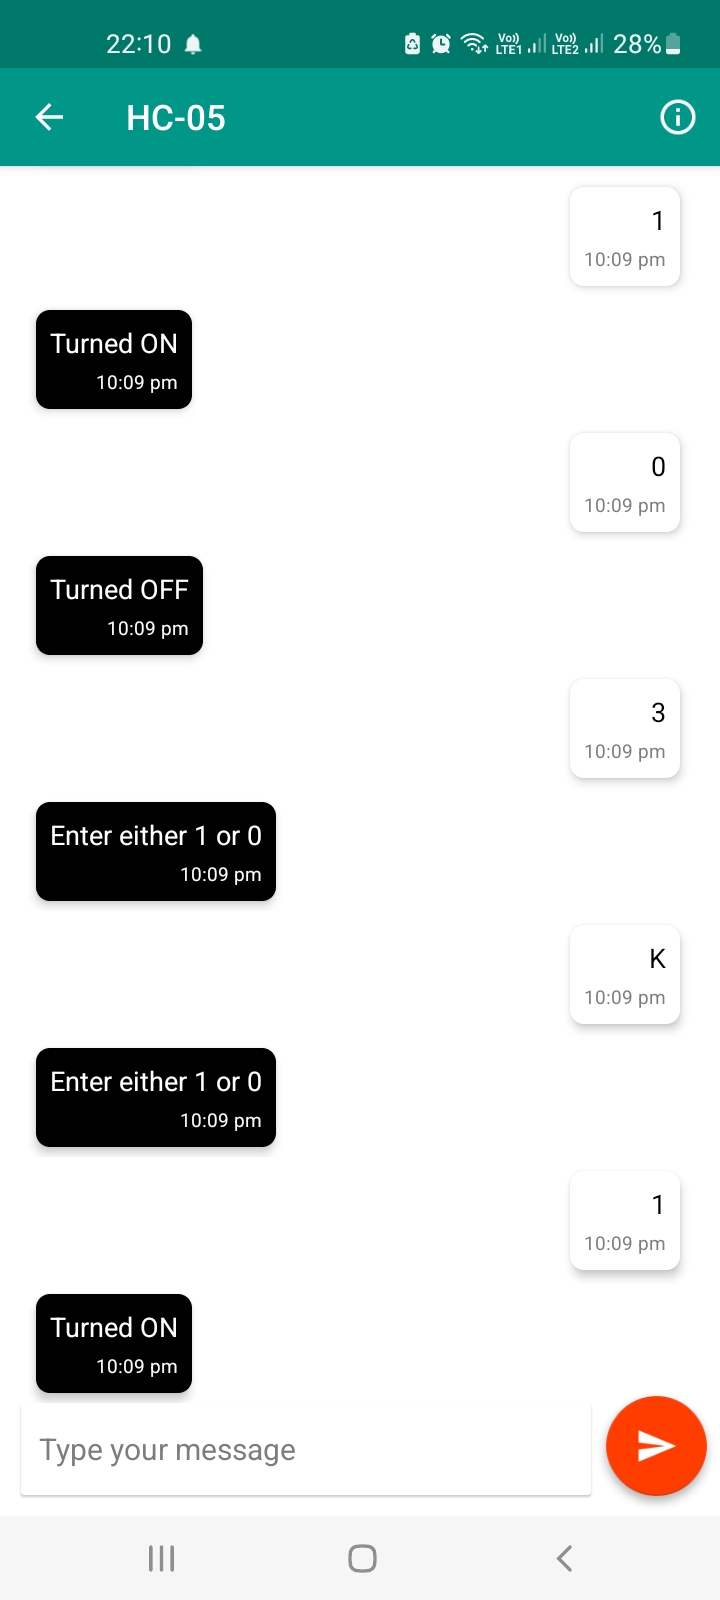 22:10
Vo)) LTE1 Vo)) LTE2 28%
HC-05
1
10:09 pm
Turned ON
10:09 pm
0
10:09 pm
Turned OFF
10:09 pm
3
10:09 pm
Enter either 1 or 0
10:09 pm
K
10:09 pm
Enter either 1 or 0
10:09 pm
1
10:09 pm
Turned ON
10:09 pm
Type your message